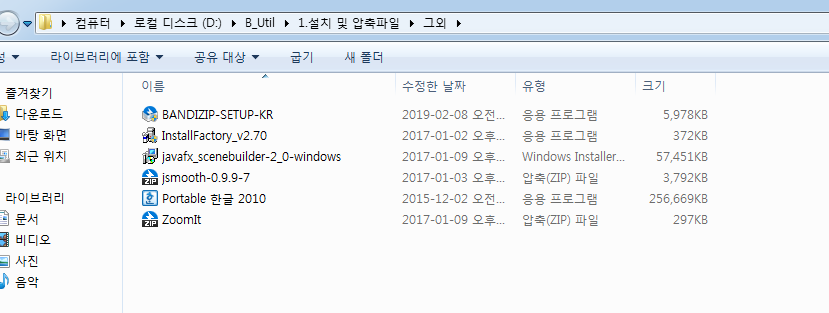 컴퓨터 ▸ 로컬 디스크 (D:) ▸ B_Util ▸ 1.설치 및 압축파일 ▸ 그외 ▸
성 ▾ 라이브러리에 포함 ▾ 공유 대상 ▾ 굽기 새 폴더
즐겨찾기
다운로드
바탕 화면
최근 위치
라이브러리
문서
비디오
사진
음악
이름 수정한 날짜 유형 크기
BANDIZIP-SETUP-KR 2019-02-08 오전... 응용 프로그램 5,978KB
InstallFactory_v2.70 2017-01-02 오후... 응용 프로그램 372KB
javafx_scenebuilder-2_0-windows 2017-01-09 오후... Windows Installer... 57,451KB
ZIP jsmooth-0.9.9-7 2017-01-03 오후... 압축(ZIP) 파일 3,792KB
Portable 한글 2010 2015-12-02 오전... 응용 프로그램 256,669KB
ZIP ZoomIt 2017-01-09 오후... 압축(ZIP) 파일 297KB